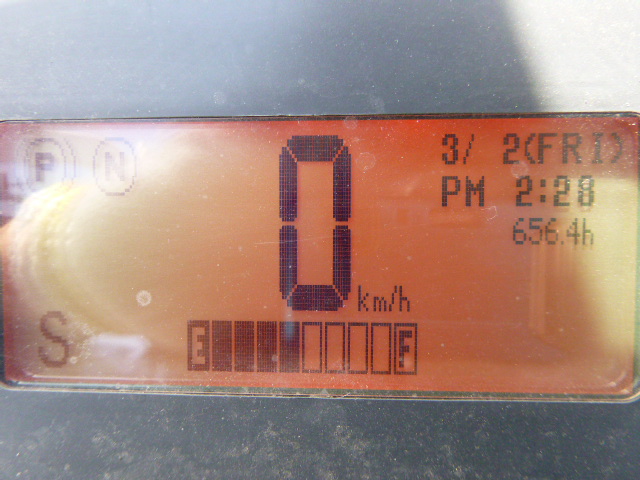 P N
3/ 2(FRI)
PM 2:28
656.4h
0 km/h
S
E F